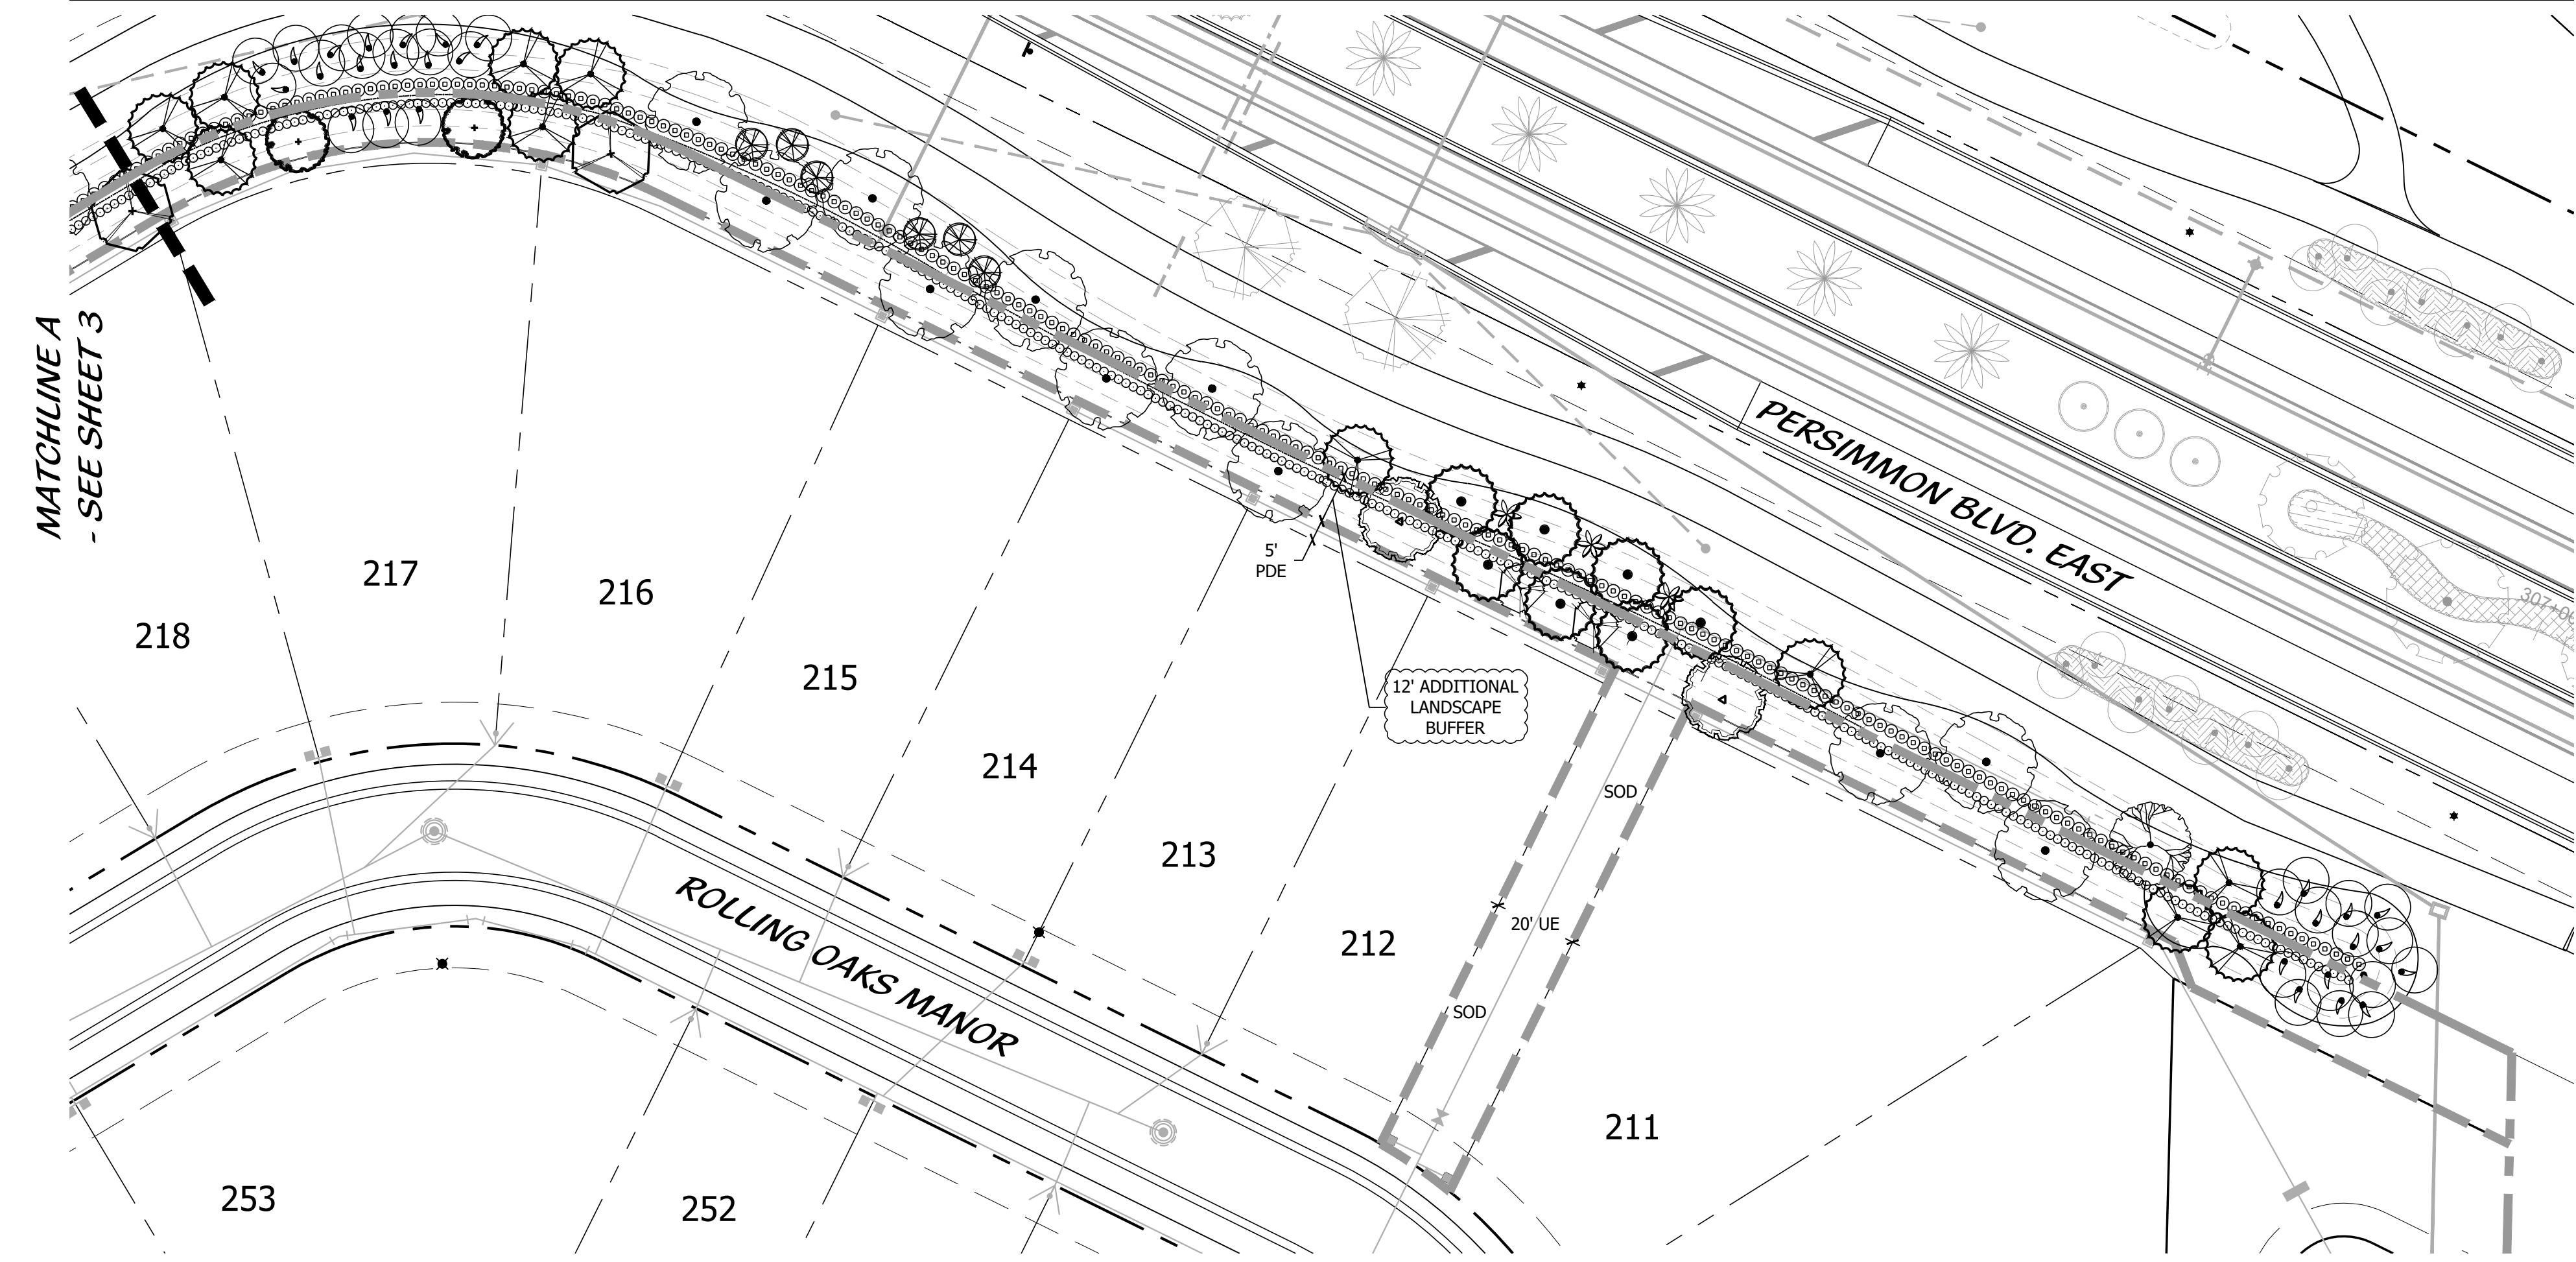 MATCHLINE A
- SEE SHEET 3
PERSIMMON BLVD. EAST
217
216
218
5'
PDE
215
12' ADDITIONAL
LANDSCAPE
BUFFER
214
SOD
213
20' UE
212
SOD
ROLLING OAKS MANOR
211
253
252